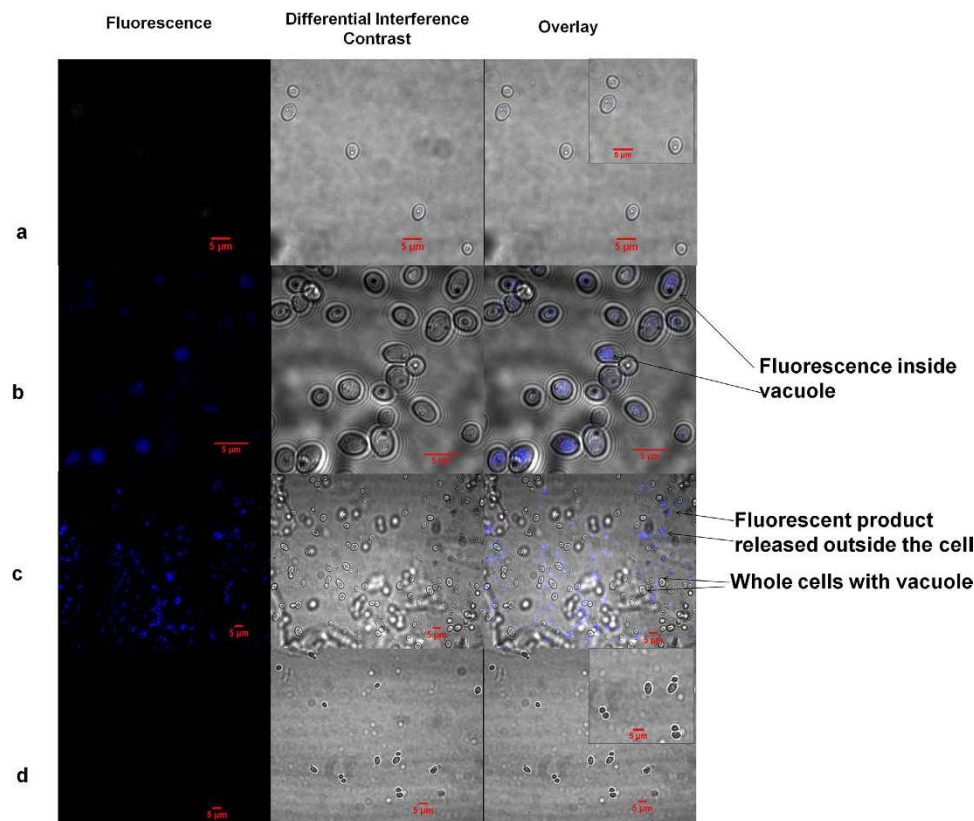 Fluorescence
Differential Interference
Contrast
Overlay
a
5 µm
5 µm
5 µm
5 µm
b
5 µm
5 µm
5 µm
Fluorescence inside
vacuole
c
5 µm
5 µm
5 µm
Fluorescent product
released outside the cell
Whole cells with vacuole
d
5 µm
5 µm
5 µm
5 µm